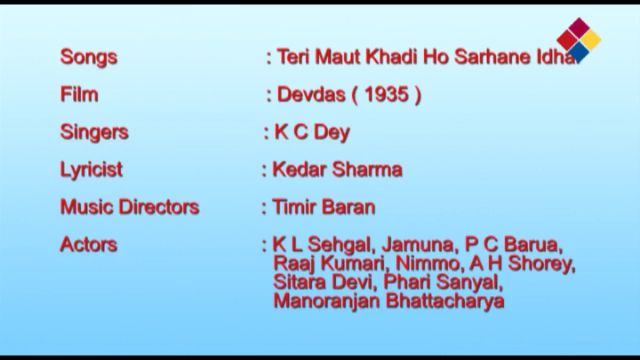 Songs : Teri Maut Khadi Ho Sarhane Idhar
Film : Devdas ( 1935 )
Singers : K C Dey
Lyricist : Kedar Sharma
Music Directors : Timir Baran
Actors : K L Sehgal, Jamuna, P C Barua,
Raaj Kumari, Nimmo, A H Shorey,
Sitara Devi, Phari Sanyal,
Manoranjan Bhattacharya